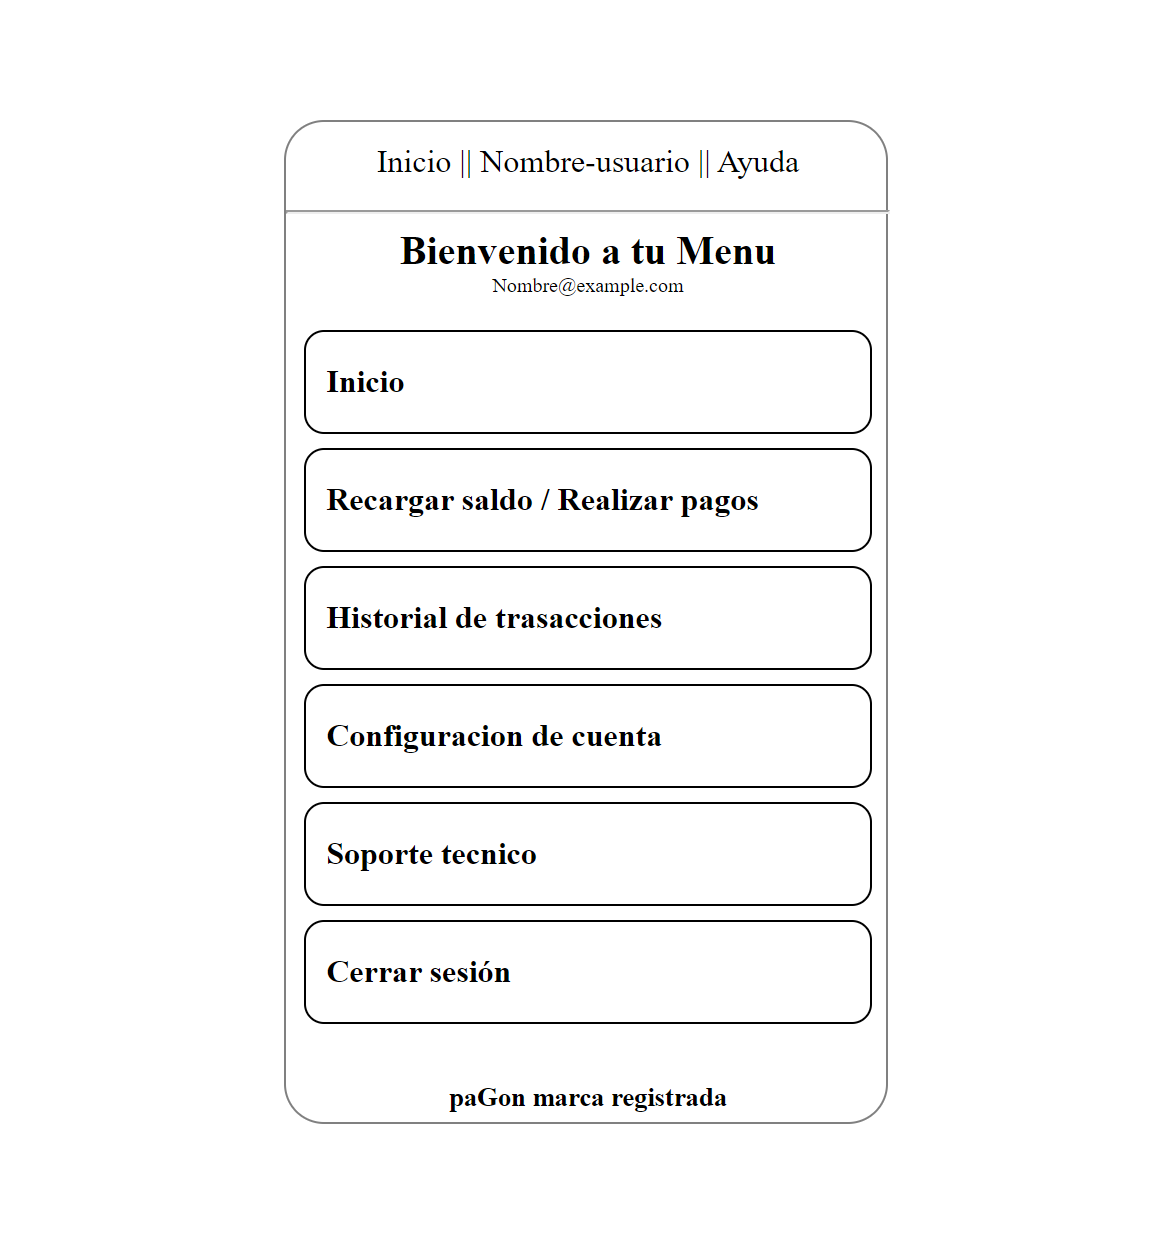 Inicio || Nombre-usuario || Ayuda
Bienvenido a tu Menu
Nombre@example.com
Inicio
Recargar saldo / Realizar pagos
Historial de trasacciones
Configuracion de cuenta
Soporte tecnico
Cerrar sesión
paGon marca registrada